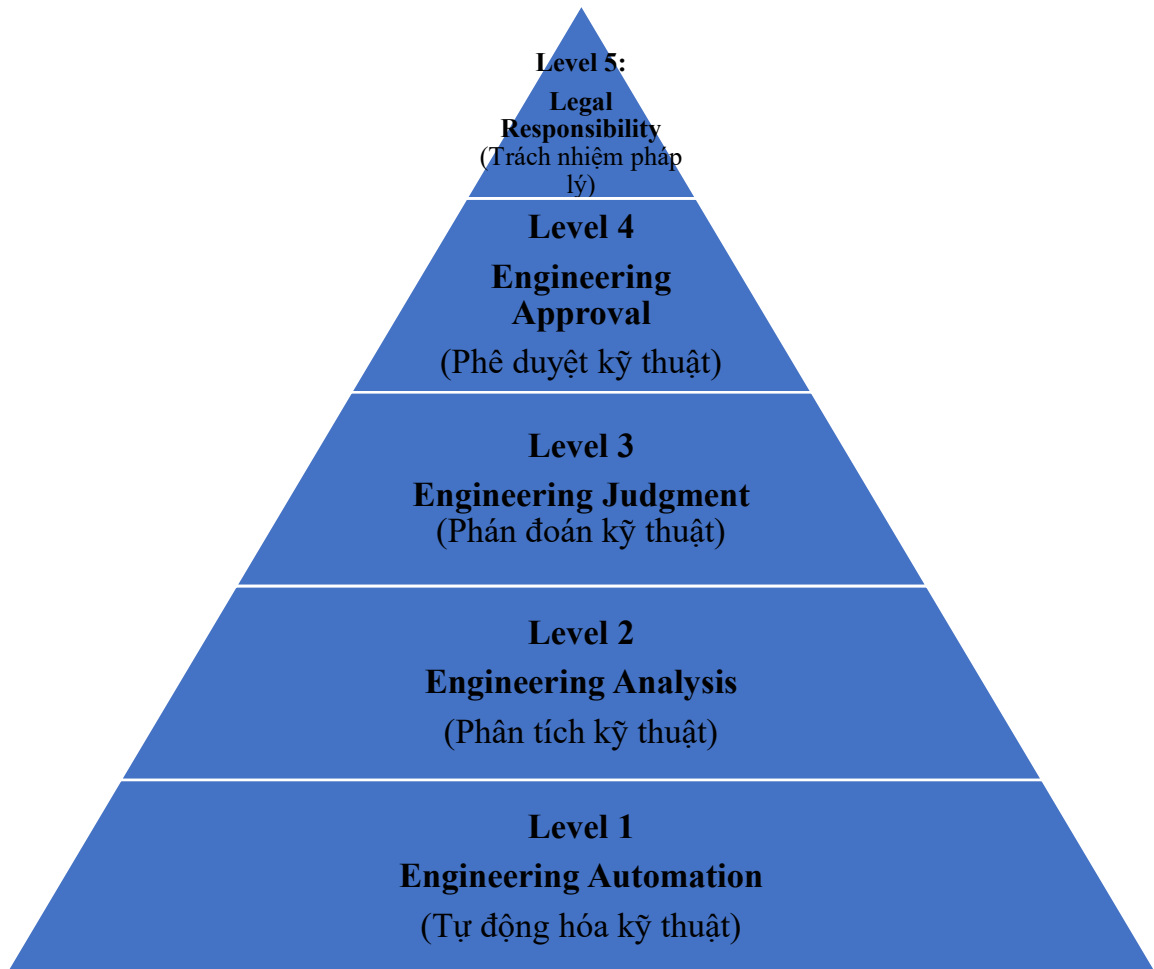 Level 5:
Legal
Responsibility
(Trách nhiệm pháp
lý)
Level 4
Engineering
Approval
(Phê duyệt kỹ thuật)
Level 3
Engineering Judgment
(Phán đoán kỹ thuật)
Level 2
Engineering Analysis
(Phân tích kỹ thuật)
Level 1
Engineering Automation
(Tự động hóa kỹ thuật)